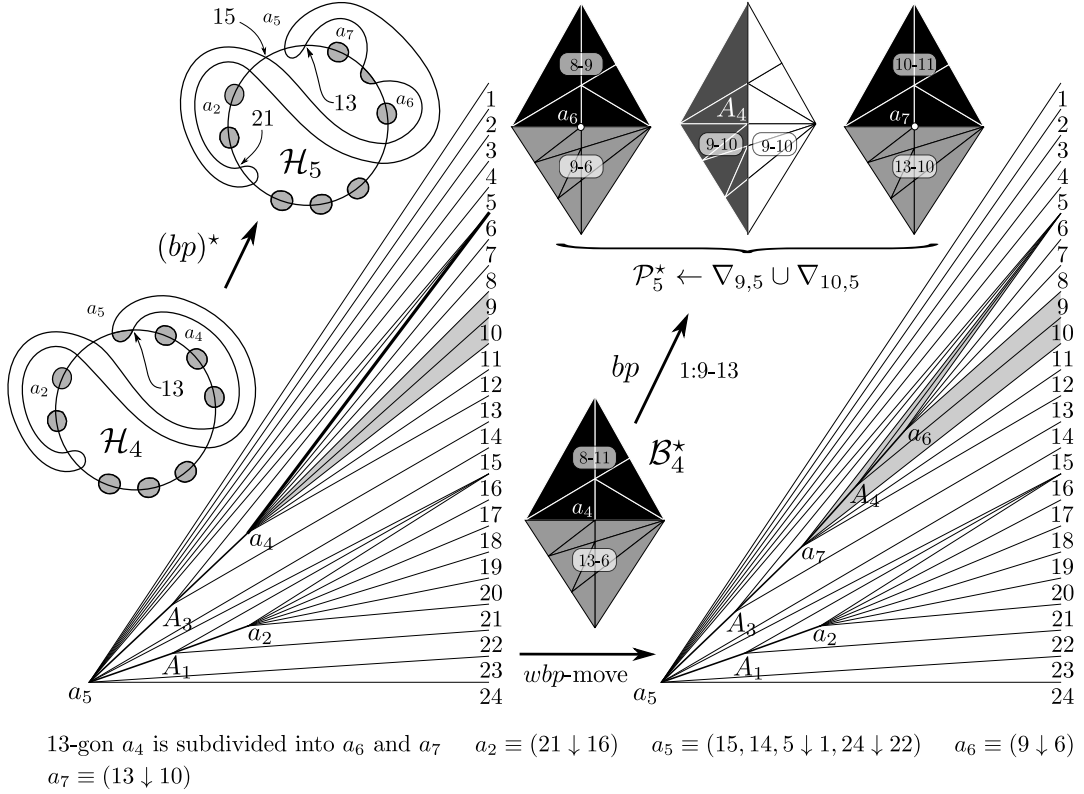 15
a₅
a₇
a₂
21
13
a₆
ℋ₅
(bp)⋆
a₅
a₄
a₂
13
ℋ₄
1
2
3
4
5
6
7
8
9
10
11
12
13
14
15
16
17
18
19
20
21
22
23
24
a₄
A₃
a₂
A₁
a₅
8-9
a₆
9-6
A₄
9-10
9-10
10-11
a₇
13-10
𝒫₅⋆ ← ∇₉,₅ ∪ ∇₁₀,₅
bp
1:9-13
8-11
ℬ₄⋆
a₄
13-6
wbp-move
1
2
3
4
5
6
7
8
9
10
11
12
13
14
15
16
17
18
19
20
21
22
23
24
a₆
A₄
a₇
A₃
a₂
A₁
a₅
13-gon a₄ is subdivided into a₆ and a₇ a₂ ≡ (21 ↓ 16) a₅ ≡ (15, 14, 5 ↓ 1, 24 ↓ 22) a₆ ≡ (9 ↓ 6)
a₇ ≡ (13 ↓ 10)